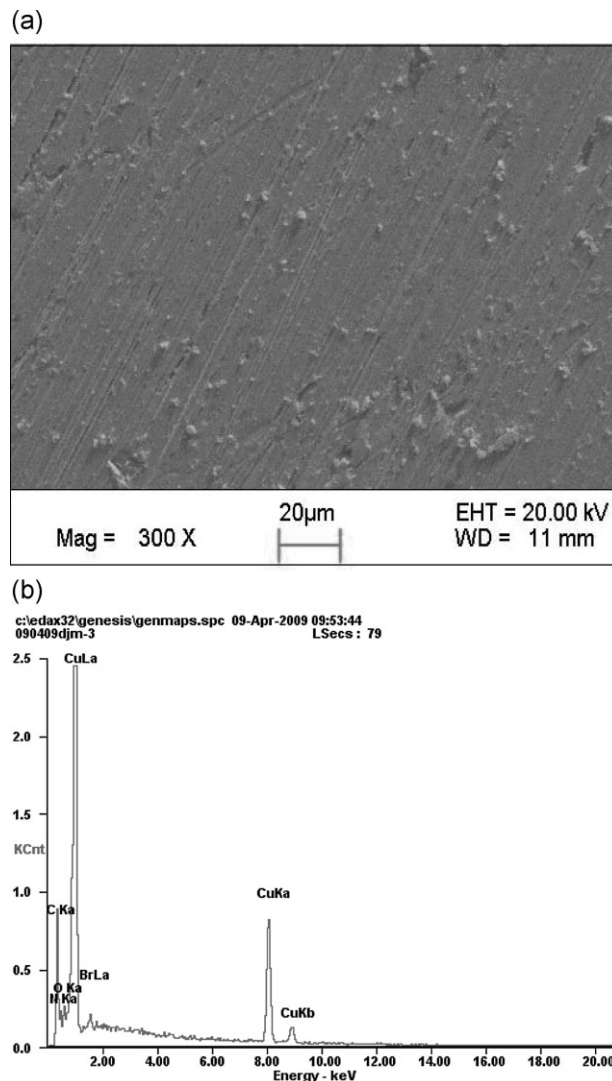 (a)
20µm
EHT = 20.00 kV
Mag = 300 X
WD = 11 mm
(b)
c:\edax32\genesis\genmaps.spc 09-Apr-2009 09:53:44
090409djm-3 LSecs : 79
2.5
CuLa
2.0
1.5
KCnt
1.0
C Ka
CuKa
0.5
BrLa
O Ka
N Ka
CuKb
0.0
2.00 4.00 6.00 8.00 10.00 12.00 14.00 16.00 18.00 20.00
Energy - keV